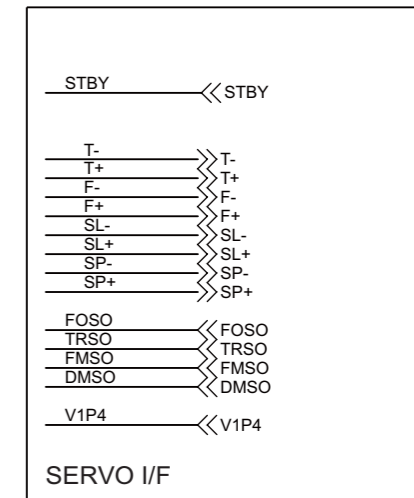 STBY STBY
T- T-
T+ T+
F- F-
F+ F+
SL- SL-
SL+ SL+
SP- SP-
SP+ SP+
FOSO FOSO
TRSO TRSO
FMSO FMSO
DMSO DMSO
V1P4 V1P4
SERVO I/F